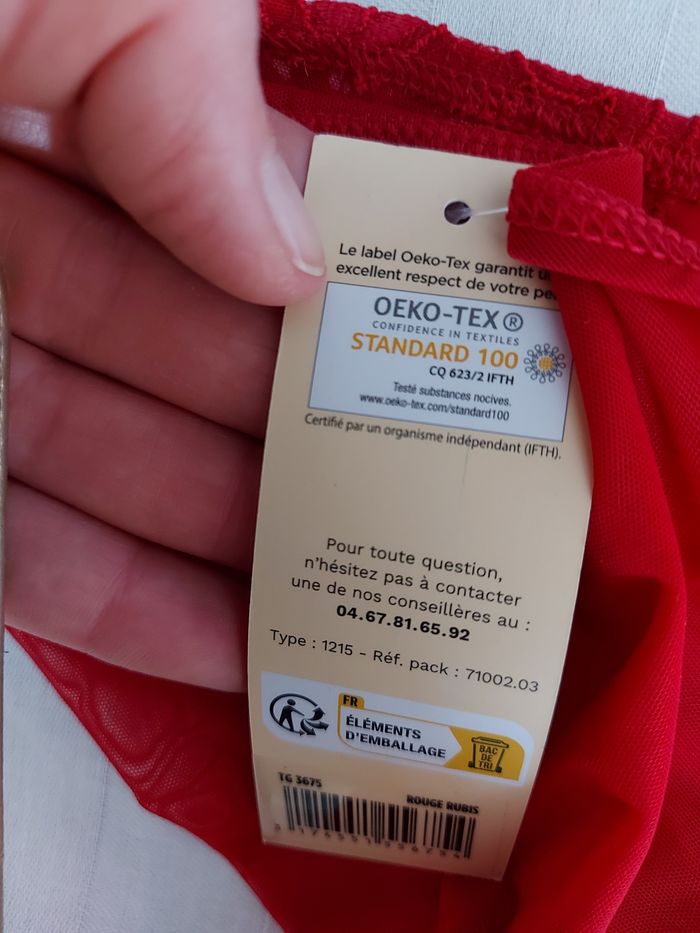 Le label Oeko-Tex garantit
excellent respect de votre
OEKO-TEX®
CONFIDENCE IN TEXTILES
STANDARD 100
CQ 623/2 IFTH
Testé substances nocives.
www.oeko-tex.com/standard100
Certifié par un organisme indépendant (IFTH).
Pour toute question,
n'hésitez pas à contacter
une de nos conseillères au :
04.67.81.65.92
Type : 1215 - Réf. pack : 71002.03
FR
ÉLÉMENTS
D'EMBALLAGE
BAC
DE
TRI
TG 3675
ROUGE RUBIS